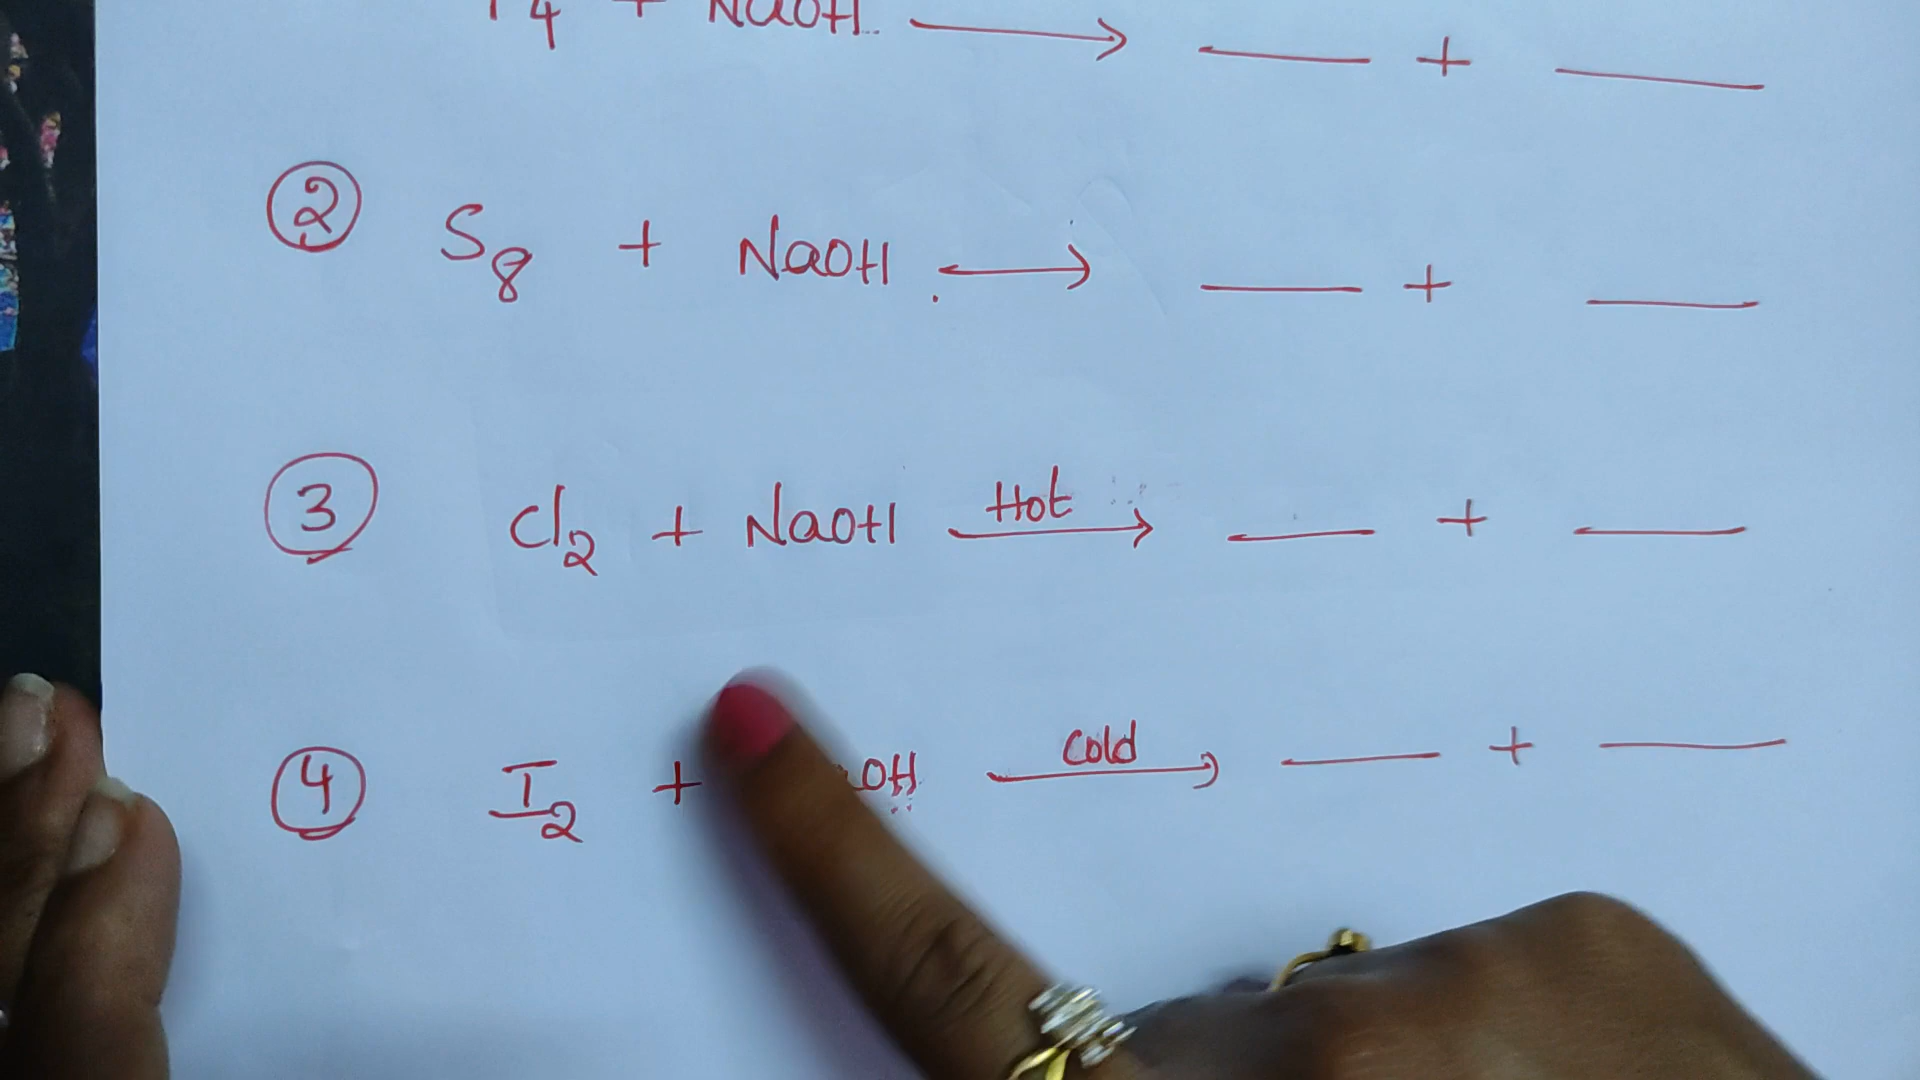 4 + NaOH → ___ + ___
② S8 + NaOH → ___ + ___
③ Cl2 + NaOH Hot → ___ + ___
④ I2 + OH cold → ___ + ___